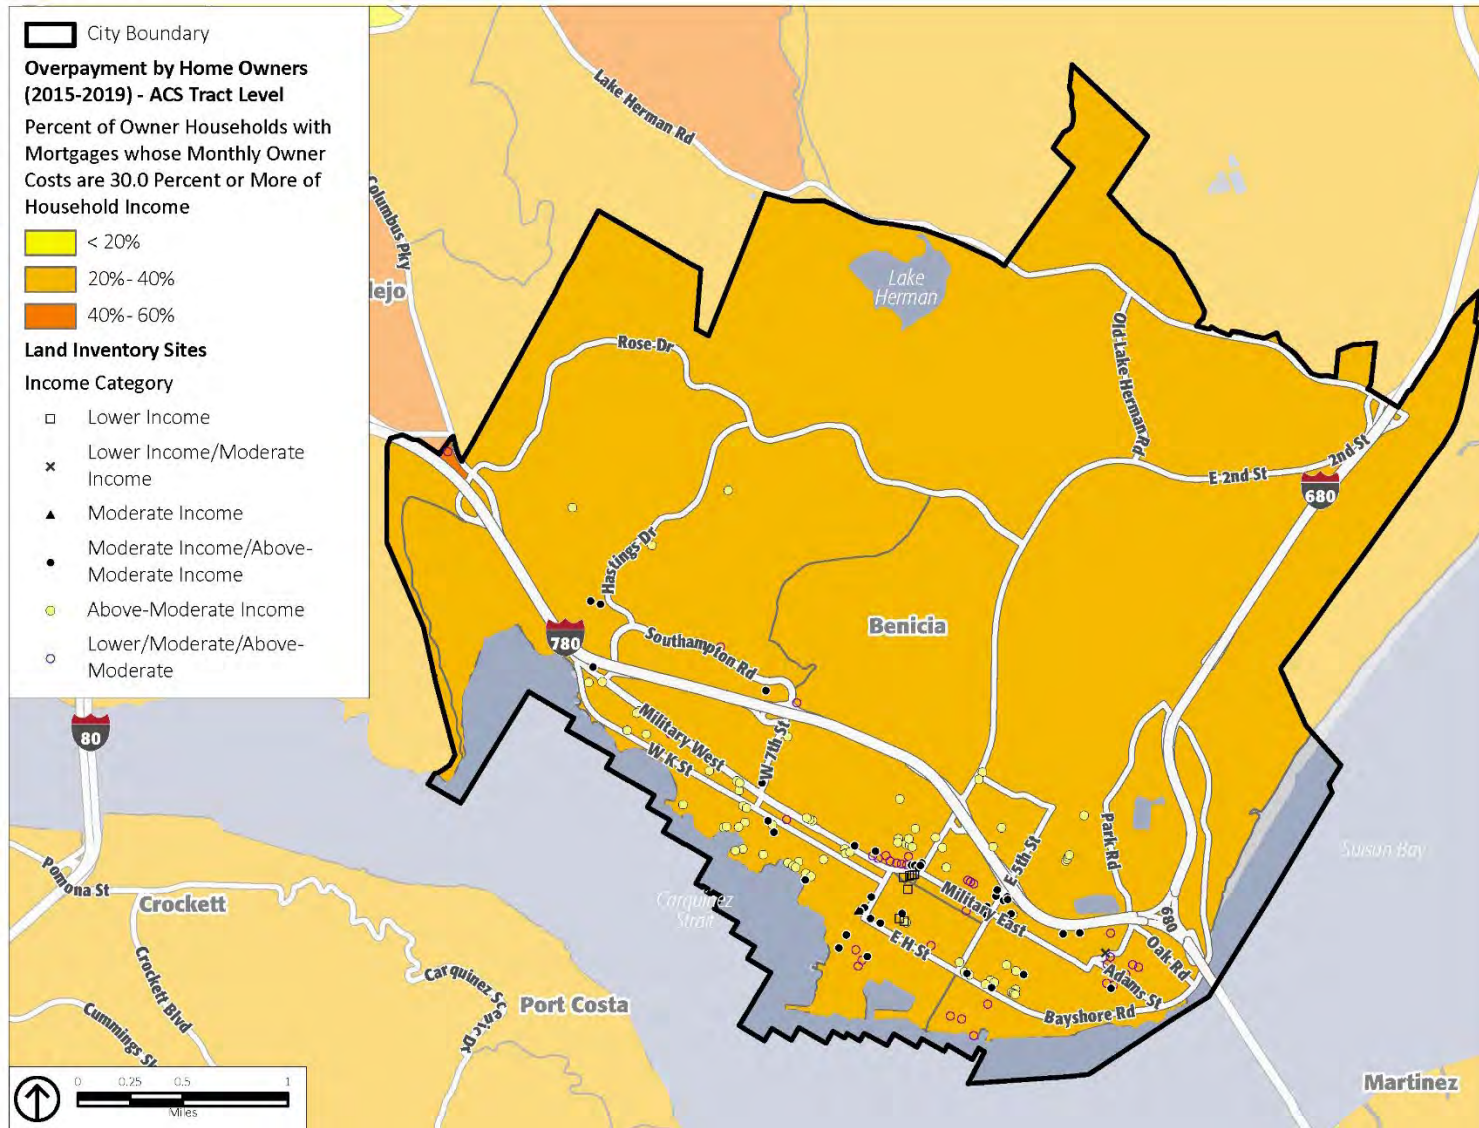 City Boundary
Overpayment by Home Owners
(2015-2019) - ACS Tract Level
Percent of Owner Households with
Mortgages whose Monthly Owner
Costs are 30.0 Percent or More of
Household Income
< 20%
20%- 40%
40%- 60%
Land Inventory Sites
Income Category
Lower Income
Lower Income/Moderate
Income
Moderate Income
Moderate Income/Above-
Moderate Income
Above-Moderate Income
Lower/Moderate/Above-
Moderate
Lake Herman Rd
Columbus Pky
lejo
Lake
Herman
Rose Dr
Old Lake Herman Rd
E 2nd St
2nd St
680
Hastings Dr
780
Southampton Rd
Benicia
80
Military West
W K St
W 7th St
E 5th St
Park Rd
Suisun Bay
Pomona St
Crockett
Carquinez
Strait
Military East
680
E H St
Oak Rd
Adams St
Crockett Blvd
Port Costa
Bayshore Rd
Martinez
0 0.25 0.5 1
Miles